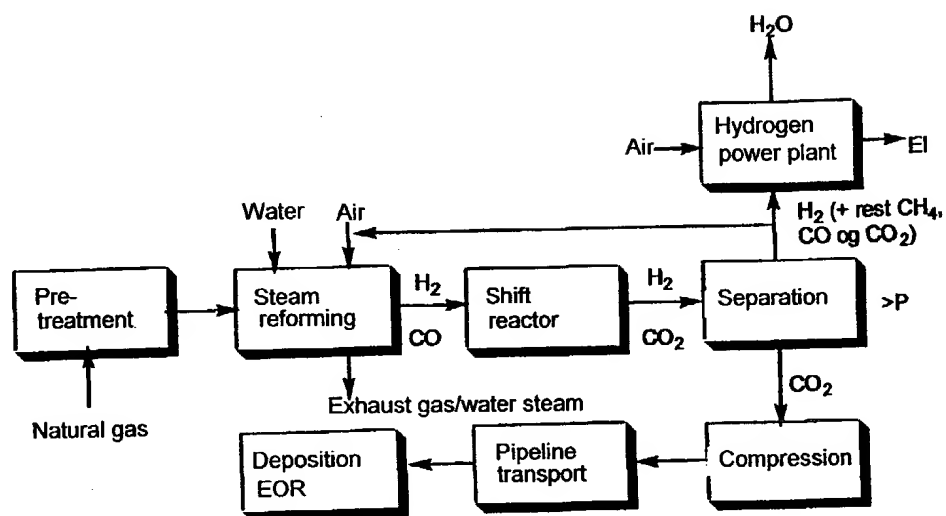 H₂O
Hydrogen
power plant
Air
El
Water
Air
H₂ (+ rest CH₄,
CO og CO₂)
Pre-
treatment.
Steam
reforming
H₂
CO
Shift
reactor
H₂
CO₂
Separation
>P
CO₂
Natural gas
Exhaust gas/water steam
Deposition
EOR
Pipeline
transport
Compression